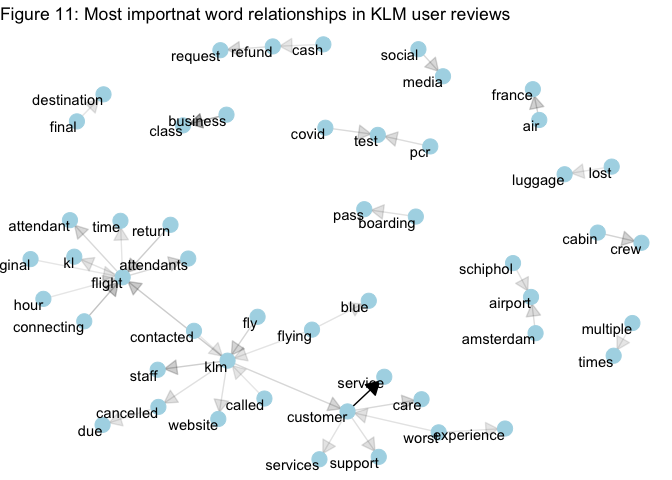 Figure 11: Most importnat word relationships in KLM user reviews
request refund cash
social
media
destination
final
france
air
business
class
covid
test
pcr
luggage lost
pass
boarding
attendant time return
cabin
crew
ginal kl attendants
flight
schiphol
hour
airport
connecting
blue
fly
flying
contacted
amsterdam
multiple
times
klm
staff
service
called
care
cancelled
customer
website
due
worst
experience
services support